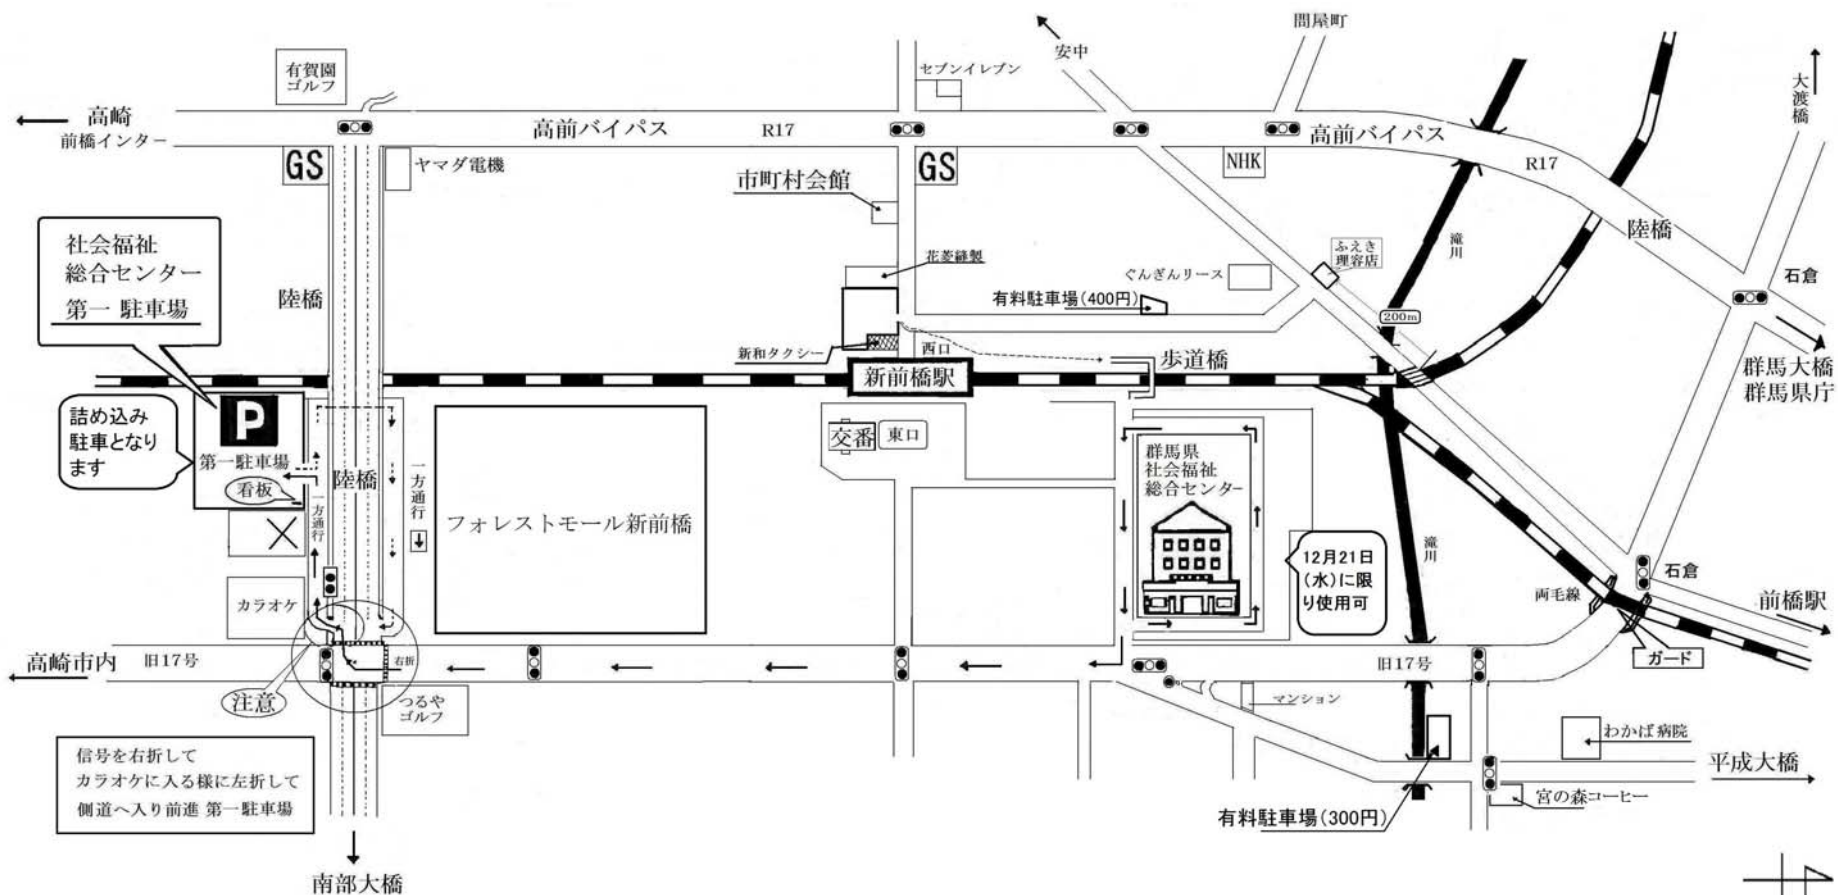 間屋町
安中
セブンイレブン
有賀園
ゴルフ
大渡橋
高崎
前橋インター
高前バイパス
R17
高前バイパス
R17
GS
ヤマダ電機
GS
NHK
市町村会館
社会福祉
総合センター
第一 駐車場
陸橋
陸橋
滝川
ふえき
理容店
花菱縫製
ぐんぎんリース
石倉
有料駐車場(400円)
200m
新和タクシー
西口
歩道橋
群馬大橋
群馬県庁
新前橋駅
詰め込み
駐車となり
ます
P
第一駐車場
看板
陸橋
一方通行
一方通行
交番
東口
群馬県
社会福祉
総合センター
フォレストモール新前橋
滝川
12月21日
(水)に限
り使用可
石倉
両毛線
前橋駅
カラオケ
ガード
高崎市内
旧17号
右折
旧17号
注意
つるや
ゴルフ
マンション
わかば病院
平成大橋
信号を右折して
カラオケに入る様に左折して
側道へ入り前進 第一駐車場
宮の森コーヒー
有料駐車場(300円)
南部大橋